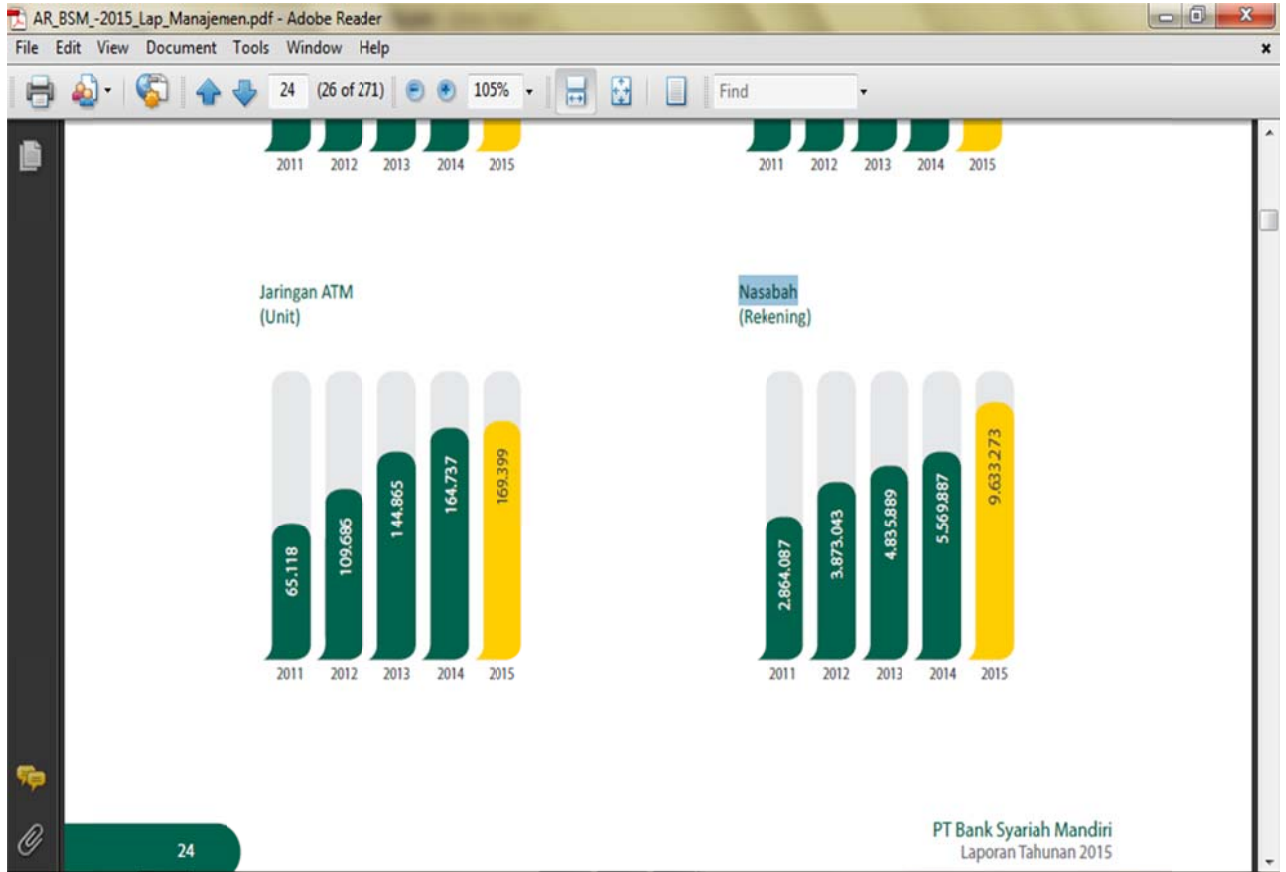 AR_BSM_-2015_Lap_Manajemen.pdf - Adobe Reader
File Edit View Document Tools Window Help
24 (26 of 271) 105% Find
2011 2012 2013 2014 2015
2011 2012 2013 2014 2015
Jaringan ATM
(Unit)
65.118
109.686
144.865
164.737
169.399
2011 2012 2013 2014 2015
Nasabah
(Rekening)
2.864.087
3.873.043
4.835.889
5.569.887
9.633.273
2011 2012 2013 2014 2015
24
PT Bank Syariah Mandiri
Laporan Tahunan 2015